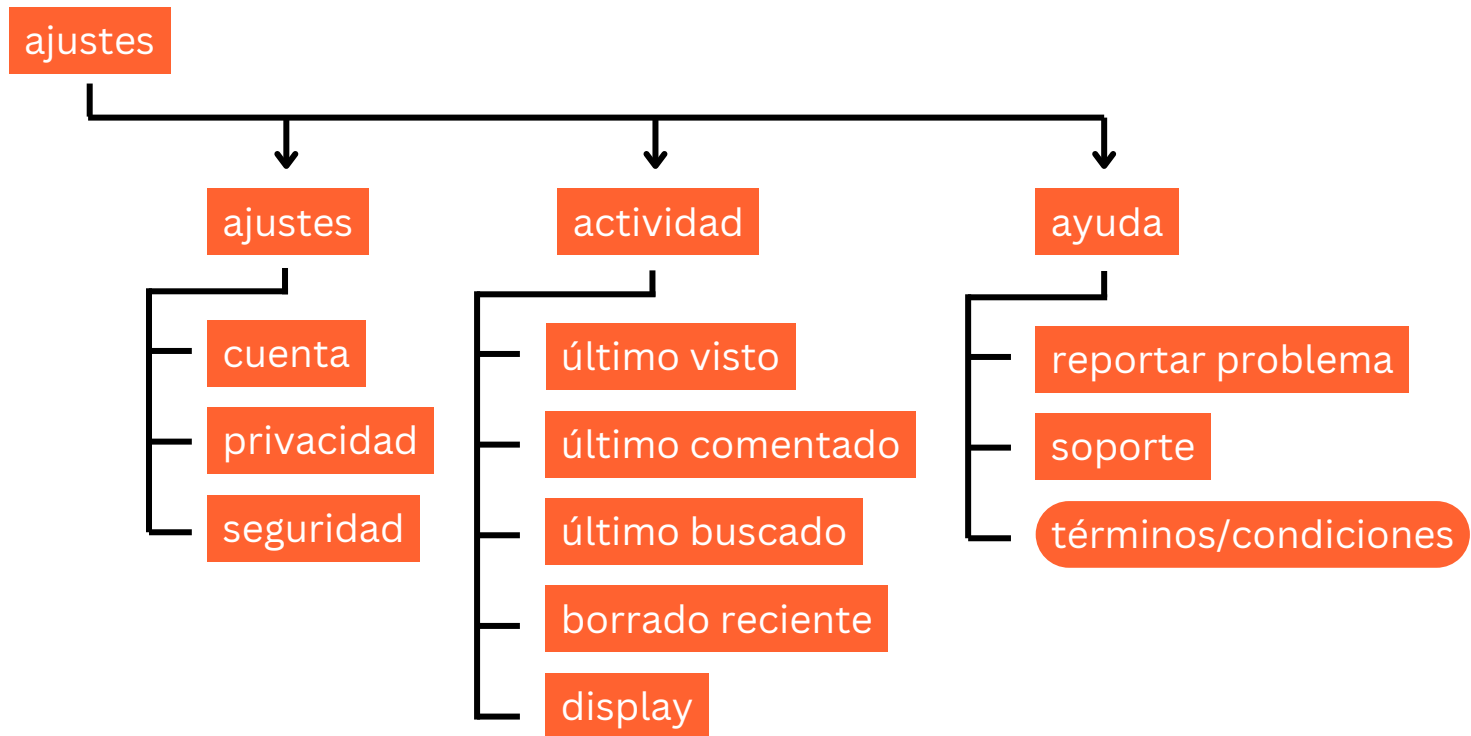 ajustes
ajustes
cuenta
privacidad
seguridad
actividad
último visto
último comentado
último buscado
borrado reciente
display
ayuda
reportar problema
soporte
términos/condiciones